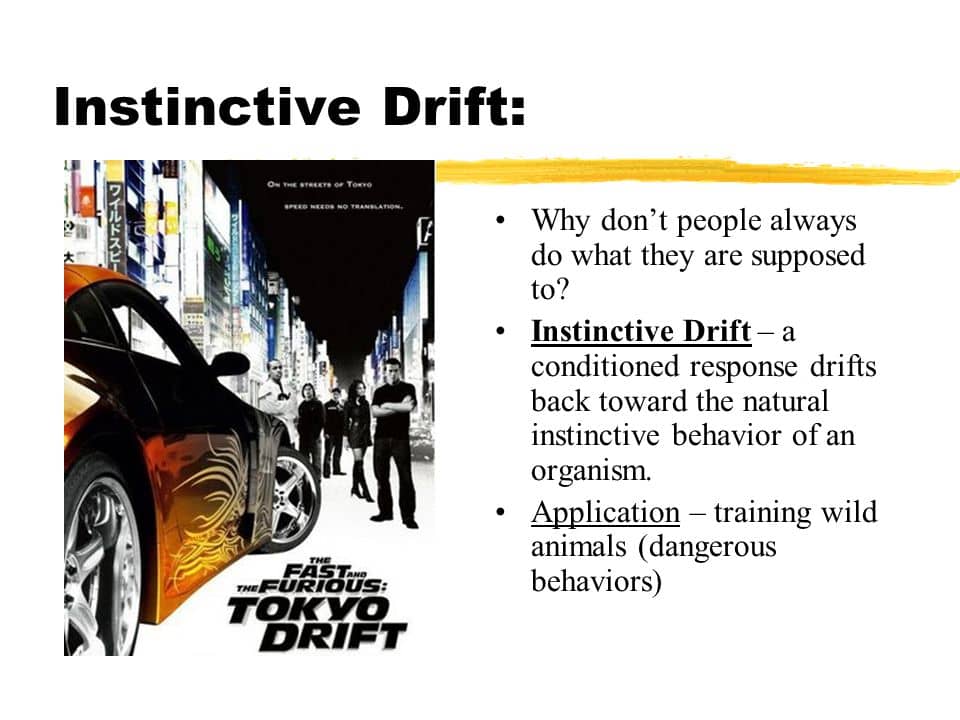 Instinctive Drift:
ワイルドスピー
大
ON THE STREETS OF TOKYO
SPEED NEEDS NO TRANSLATION.
THE
FAST AND
THE FURIOUS:
TOKYO
DRIFT
• Why don’t people always
do what they are supposed
to?
• Instinctive Drift – a
conditioned response drifts
back toward the natural
instinctive behavior of an
organism.
• Application – training wild
animals (dangerous
behaviors)